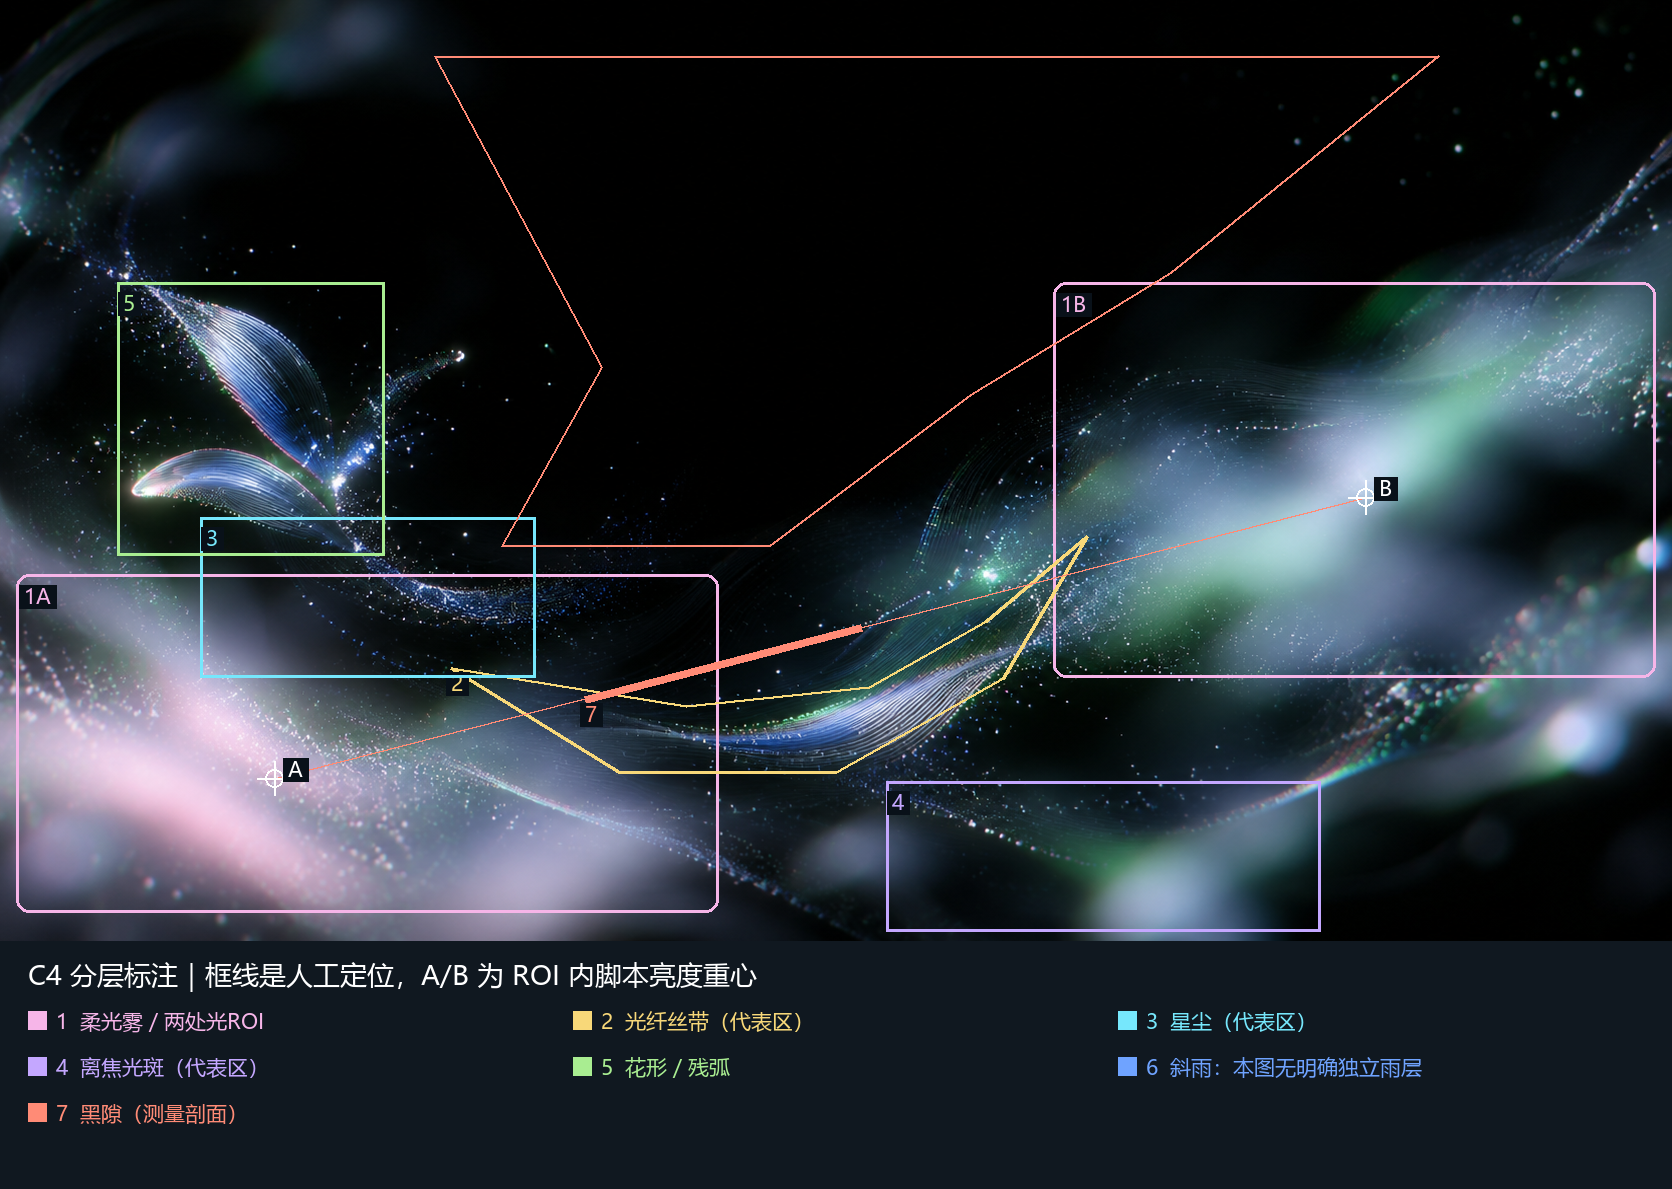 5
1B
B
3
1A
2
7
A
4
C4 分层标注 | 框线是人工定位，A/B 为 ROI 内脚本亮度重心
1 柔光雾 / 两处光ROI
2 光纤丝带（代表区）
3 星尘（代表区）
4 离焦光斑（代表区）
5 花形 / 残弧
6 斜雨：本图无明确独立雨层
7 黑隙（测量剖面）